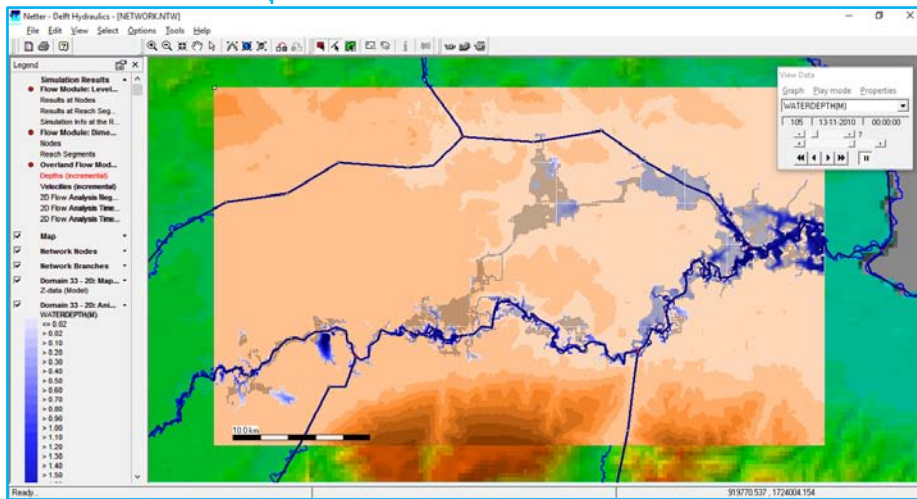 Netter - Delft Hydraulics - [NETWORK.NTW]
File Edit View Select Options Tools Help
Legend
Simulation Results
Flow Module: Level...
Results at Nodes
Results at Reach Seg...
Simulation Info at the R...
Flow Module: Dime...
Nodes
Reach Segments
Overland Flow Mod...
Depths (incremental)
Velocities (incremental)
2D Flow Analysis Neg...
2D Flow Analysis Time...
2D Flow Analysis Time...
Map
Network Nodes
Network Branches
Domain 33 - 20: Map...
Z-data (Model)
Domain 33 - 20: Ani...
WATERDEPTH(M)
<= 0.02
> 0.02
> 0.10
> 0.20
> 0.30
> 0.40
> 0.50
> 0.60
> 0.70
> 0.80
> 0.90
> 1.00
> 1.10
> 1.20
> 1.30
> 1.40
> 1.50
View Data
Graph Play mode Properties
WATERDEPTH(M)
105 13-11-2010 00:00:00
7
10.0 km
Ready...
919770.537 , 1724004.154